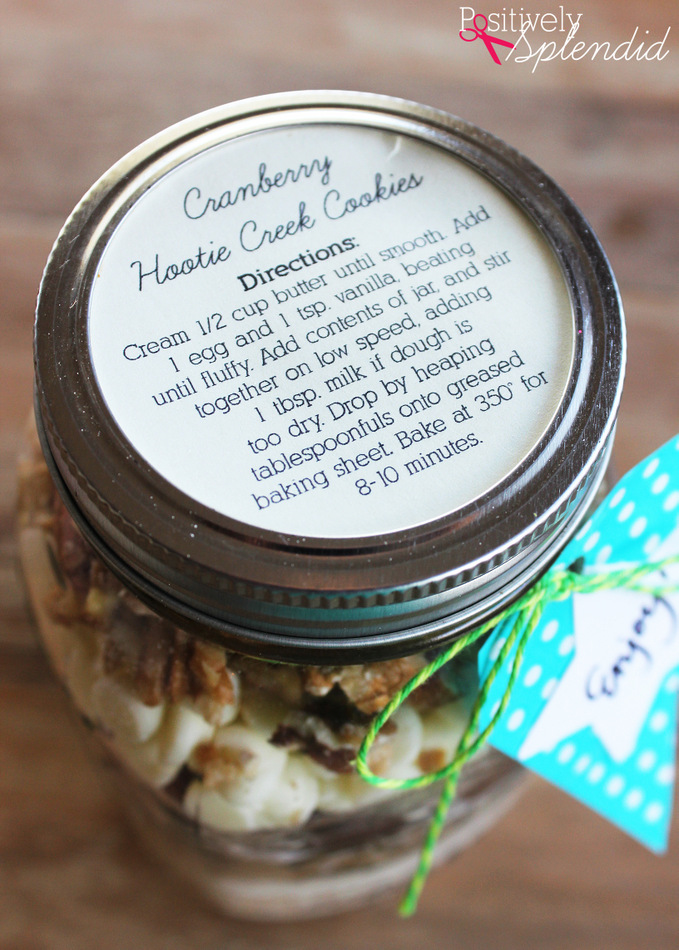 Positively
Splendid
Cranberry
Hootie Creek Cookies
Directions:
Cream 1/2 cup butter until smooth. Add
1 egg and 1 tsp. vanilla, beating
until fluffy. Add contents of jar, and stir
together on low speed, adding
1 tbsp. milk if dough is
too dry. Drop by heaping
tablespoonfuls onto greased
baking sheet. Bake at 350° for
8-10 minutes.
Enjoy!